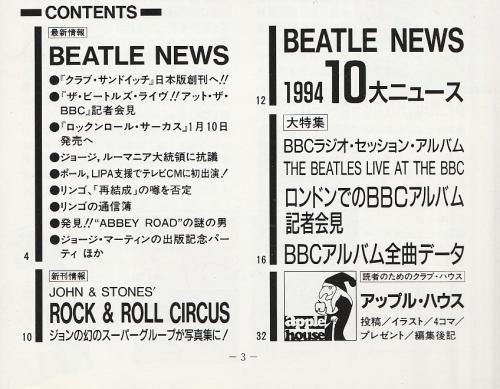 CONTENTS
最新情報
BEATLE NEWS
●『クラブ・サンドイッチ』日本版創刊へ!!
●『ザ・ビートルズ・ライヴ!! アット・ザ・
BBC』記者会見
●『ロックンロール・サーカス』1月10日
発売へ
●ジョージ、ルーマニア大統領に抗議
●ポール、LIPA支援でテレビCMに初出演!
●リンゴ、「再結成」の噂を否定
●リンゴの通信簿
●発見!! “ABBEY ROAD”の謎の男
●ジョージ・マーティンの出版記念パー
ティ ほか
4
新刊情報
JOHN & STONES'
ROCK & ROLL CIRCUS
ジョンの幻のスーパーグループが写真集に!
10
BEATLE NEWS
1994 10大ニュース
12
大特集
BBCラジオ・セッション・アルバム
THE BEATLES LIVE AT THE BBC
ロンドンでのBBCアルバム
記者会見
BBCアルバム全曲データ
16
読者のためのクラブ・ハウス
アップル・ハウス
投稿/イラスト/4コマ/
プレゼント/編集後記
apple
house
32
— 3 —